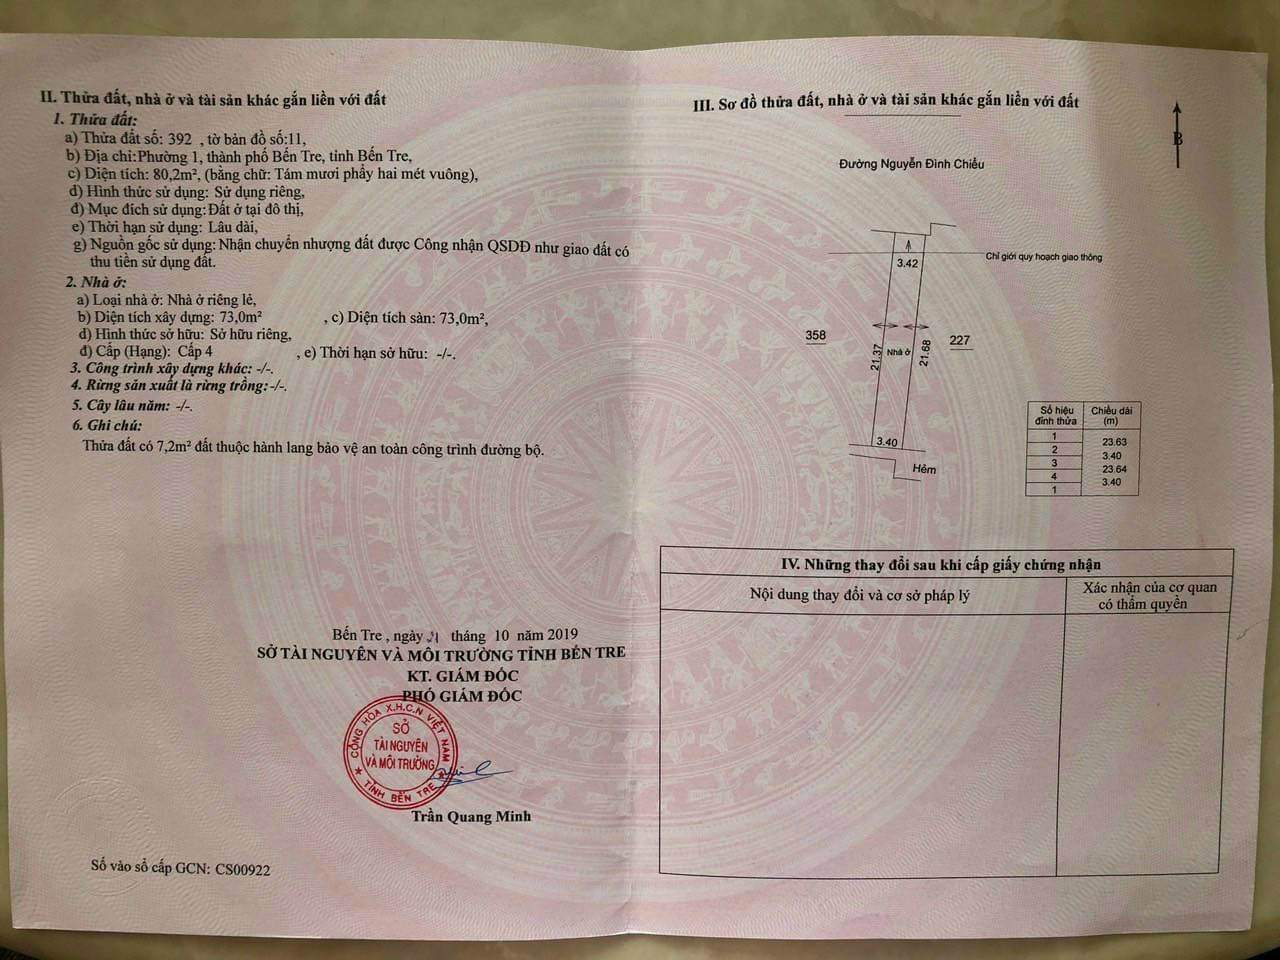 II. Thửa đất, nhà ở và tài sản khác gắn liền với đất
1. Thửa đất:
a) Thửa đất số: 392 , tờ bản đồ số:11,
b) Địa chỉ:Phường 1, thành phố Bến Tre, tỉnh Bến Tre,
c) Diện tích: 80,2m², (bằng chữ: Tám mươi phẩy hai mét vuông),
d) Hình thức sử dụng: Sử dụng riêng,
đ) Mục đích sử dụng:Đất ở tại đô thị,
e) Thời hạn sử dụng: Lâu dài,
g) Nguồn gốc sử dụng: Nhận chuyển nhượng đất được Công nhận QSDĐ như giao đất có
thu tiền sử dụng đất.
2. Nhà ở:
a) Loại nhà ở: Nhà ở riêng lẻ,
b) Diện tích xây dựng: 73,0m² , c) Diện tích sàn: 73,0m²,
d) Hình thức sở hữu: Sở hữu riêng,
đ) Cấp (Hạng): Cấp 4 , e) Thời hạn sở hữu: -/-.
3. Công trình xây dựng khác: -/-.
4. Rừng sản xuất là rừng trồng:-/-.
5. Cây lâu năm: -/-.
6. Ghi chú:
Thửa đất có 7,2m² đất thuộc hành lang bảo vệ an toàn công trình đường bộ.
Bến Tre , ngày 21 tháng 10 năm 2019
SỞ TÀI NGUYÊN VÀ MÔI TRƯỜNG TỈNH BẾN TRE
KT. GIÁM ĐỐC
PHÓ GIÁM ĐỐC
CỘNG HÒA X.H.C.N VIỆT NAM
SỞ
TÀI NGUYÊN
VÀ MÔI TRƯỜNG
TỈNH BẾN TRE
Trần Quang Minh
Số vào sổ cấp GCN: CS00922
III. Sơ đồ thửa đất, nhà ở và tài sản khác gắn liền với đất
B
Đường Nguyễn Đình Chiểu
Chỉ giới quy hoạch giao thông
3.42
358
227
21.37
Nhà ở
21.68
3.40
Hẻm
Số hiệu đỉnh thửa
Chiều dài (m)
1
23.63
2
3.40
3
23.64
4
3.40
1
IV. Những thay đổi sau khi cấp giấy chứng nhận
Nội dung thay đổi và cơ sở pháp lý
Xác nhận của cơ quan
có thẩm quyền